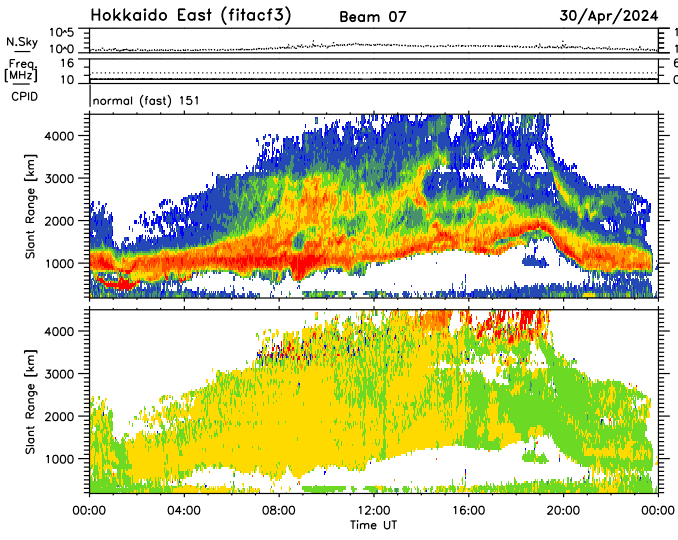 Hokkaido East (fitacf3) Beam 07 30/Apr/2024
N.Sky 10^5 10^0 1 1
Freq. [MHz] 16 10 6 0
CPID normal (fast) 151
Slant Range [km] 4000 3000 2000 1000
Slant Range [km] 4000 3000 2000 1000
00:00 04:00 08:00 12:00 16:00 20:00 00:00
Time UT